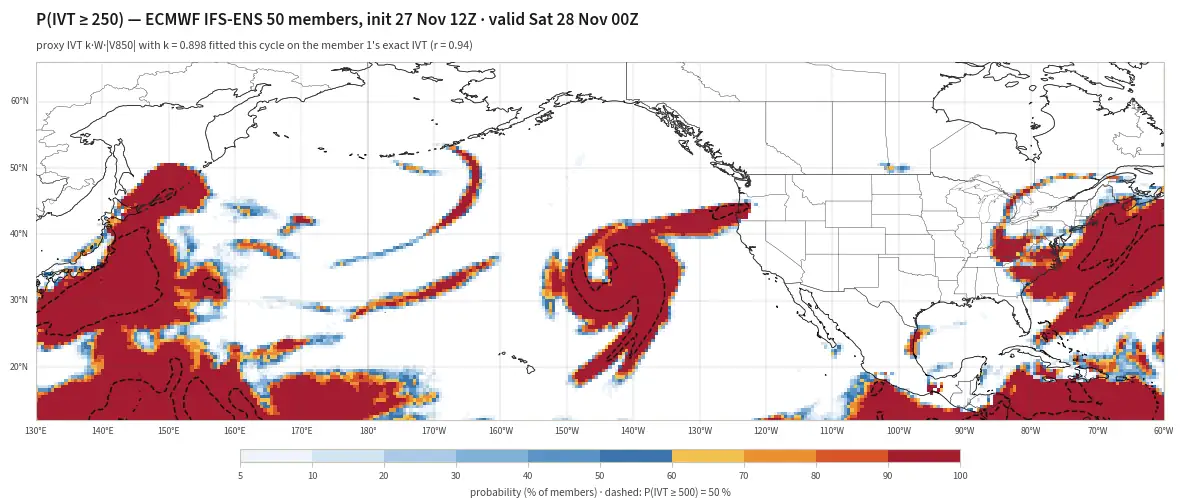 P(IVT ≥ 250) — ECMWF IFS-ENS 50 members, init 27 Nov 12Z · valid Sat 28 Nov 00Z
proxy IVT k·W·|V850| with k = 0.898 fitted this cycle on the member 1's exact IVT (r = 0.94)
60°N
50°N
40°N
30°N
20°N
130°E 140°E 150°E 160°E 170°E 180° 170°W 160°W 150°W 140°W 130°W 120°W 110°W 100°W 90°W 80°W 70°W 60°W
5 10 20 30 40 50 60 70 80 90 100
probability (% of members) · dashed: P(IVT ≥ 500) = 50 %